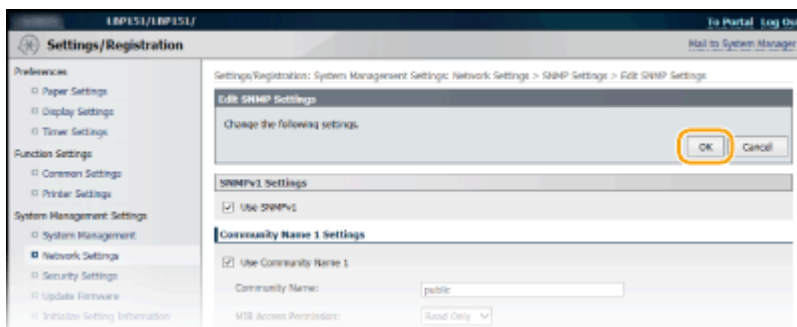 LBP151/LBP151/
To Portal Log Ou
Settings/Registration
Mail to System Manager
Preferences
Paper Settings
Display Settings
Timer Settings
Function Settings
Common Settings
Printer Settings
System Management Settings
System Management
Network Settings
Security Settings
Update Firmware
Initialize Setting Information
Settings/Registration: System Management Settings: Network Settings > SNMP Settings > Edit SNMP Settings
Edit SNMP Settings
Change the following settings.
OK Cancel
SNMPv1 Settings
Use SNMPv1
Community Name 1 Settings
Use Community Name 1
Community Name: public
MIB Access Permission: Read Only